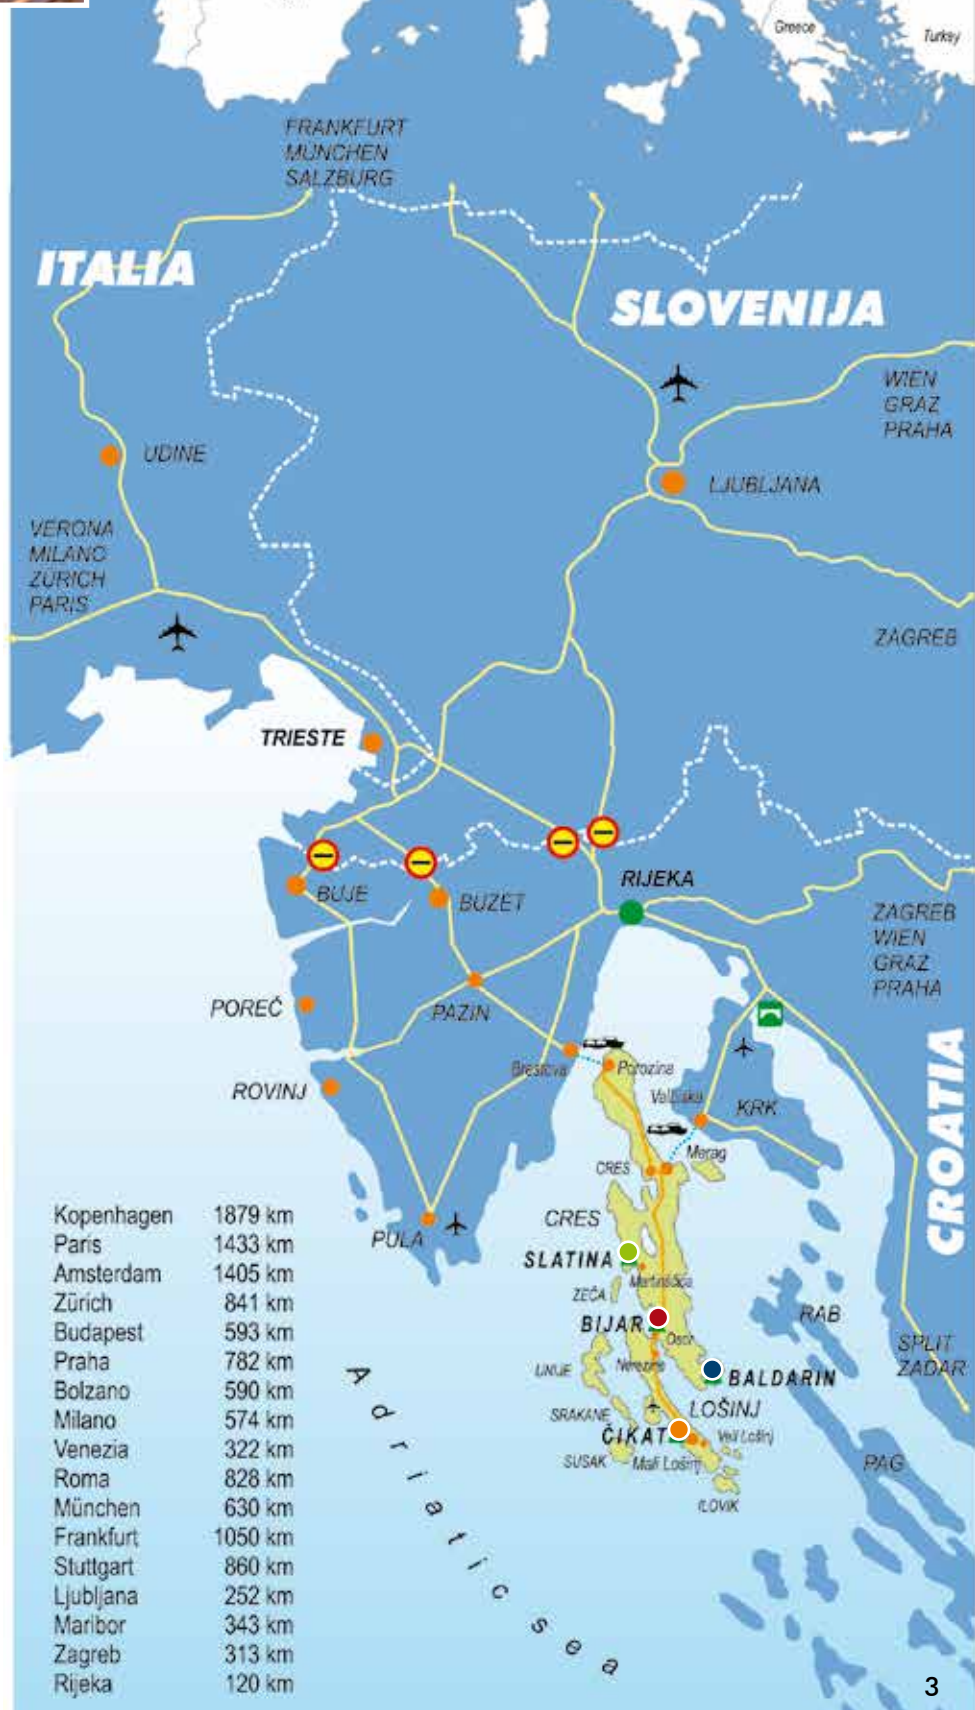 Greece
Turkey
FRANKFURT
MÜNCHEN
SALZBURG
ITALIA
SLOVENIJA
WIEN
GRAZ
PRAHA
UDINE
LJUBLJANA
VERONA
MILANO
ZÜRICH
PARIS
ZAGREB
TRIESTE
RIJEKA
BUJE
BUZET
ZAGREB
WIEN
GRAZ
PRAHA
POREČ
PAZIN
CROATIA
Brestova
Porozina
ROVINJ
Valbiska
KRK
Merag
CRES
CRES
PULA
SLATINA
Martinšćica
ZEČA
RAB
BIJAR
Osor
SPLIT
ZADAR
UNIJE
Nerezine
BALDARIN
SRAKANE
LOŠINJ
ČIKAT
Veli Lošinj
SUSAK
Mali Lošinj
PAG
ILOVIK
Adriatic sea
Kopenhagen 1879 km
Paris 1433 km
Amsterdam 1405 km
Zürich 841 km
Budapest 593 km
Praha 782 km
Bolzano 590 km
Milano 574 km
Venezia 322 km
Roma 828 km
München 630 km
Frankfurt 1050 km
Stuttgart 860 km
Ljubljana 252 km
Maribor 343 km
Zagreb 313 km
Rijeka 120 km
3